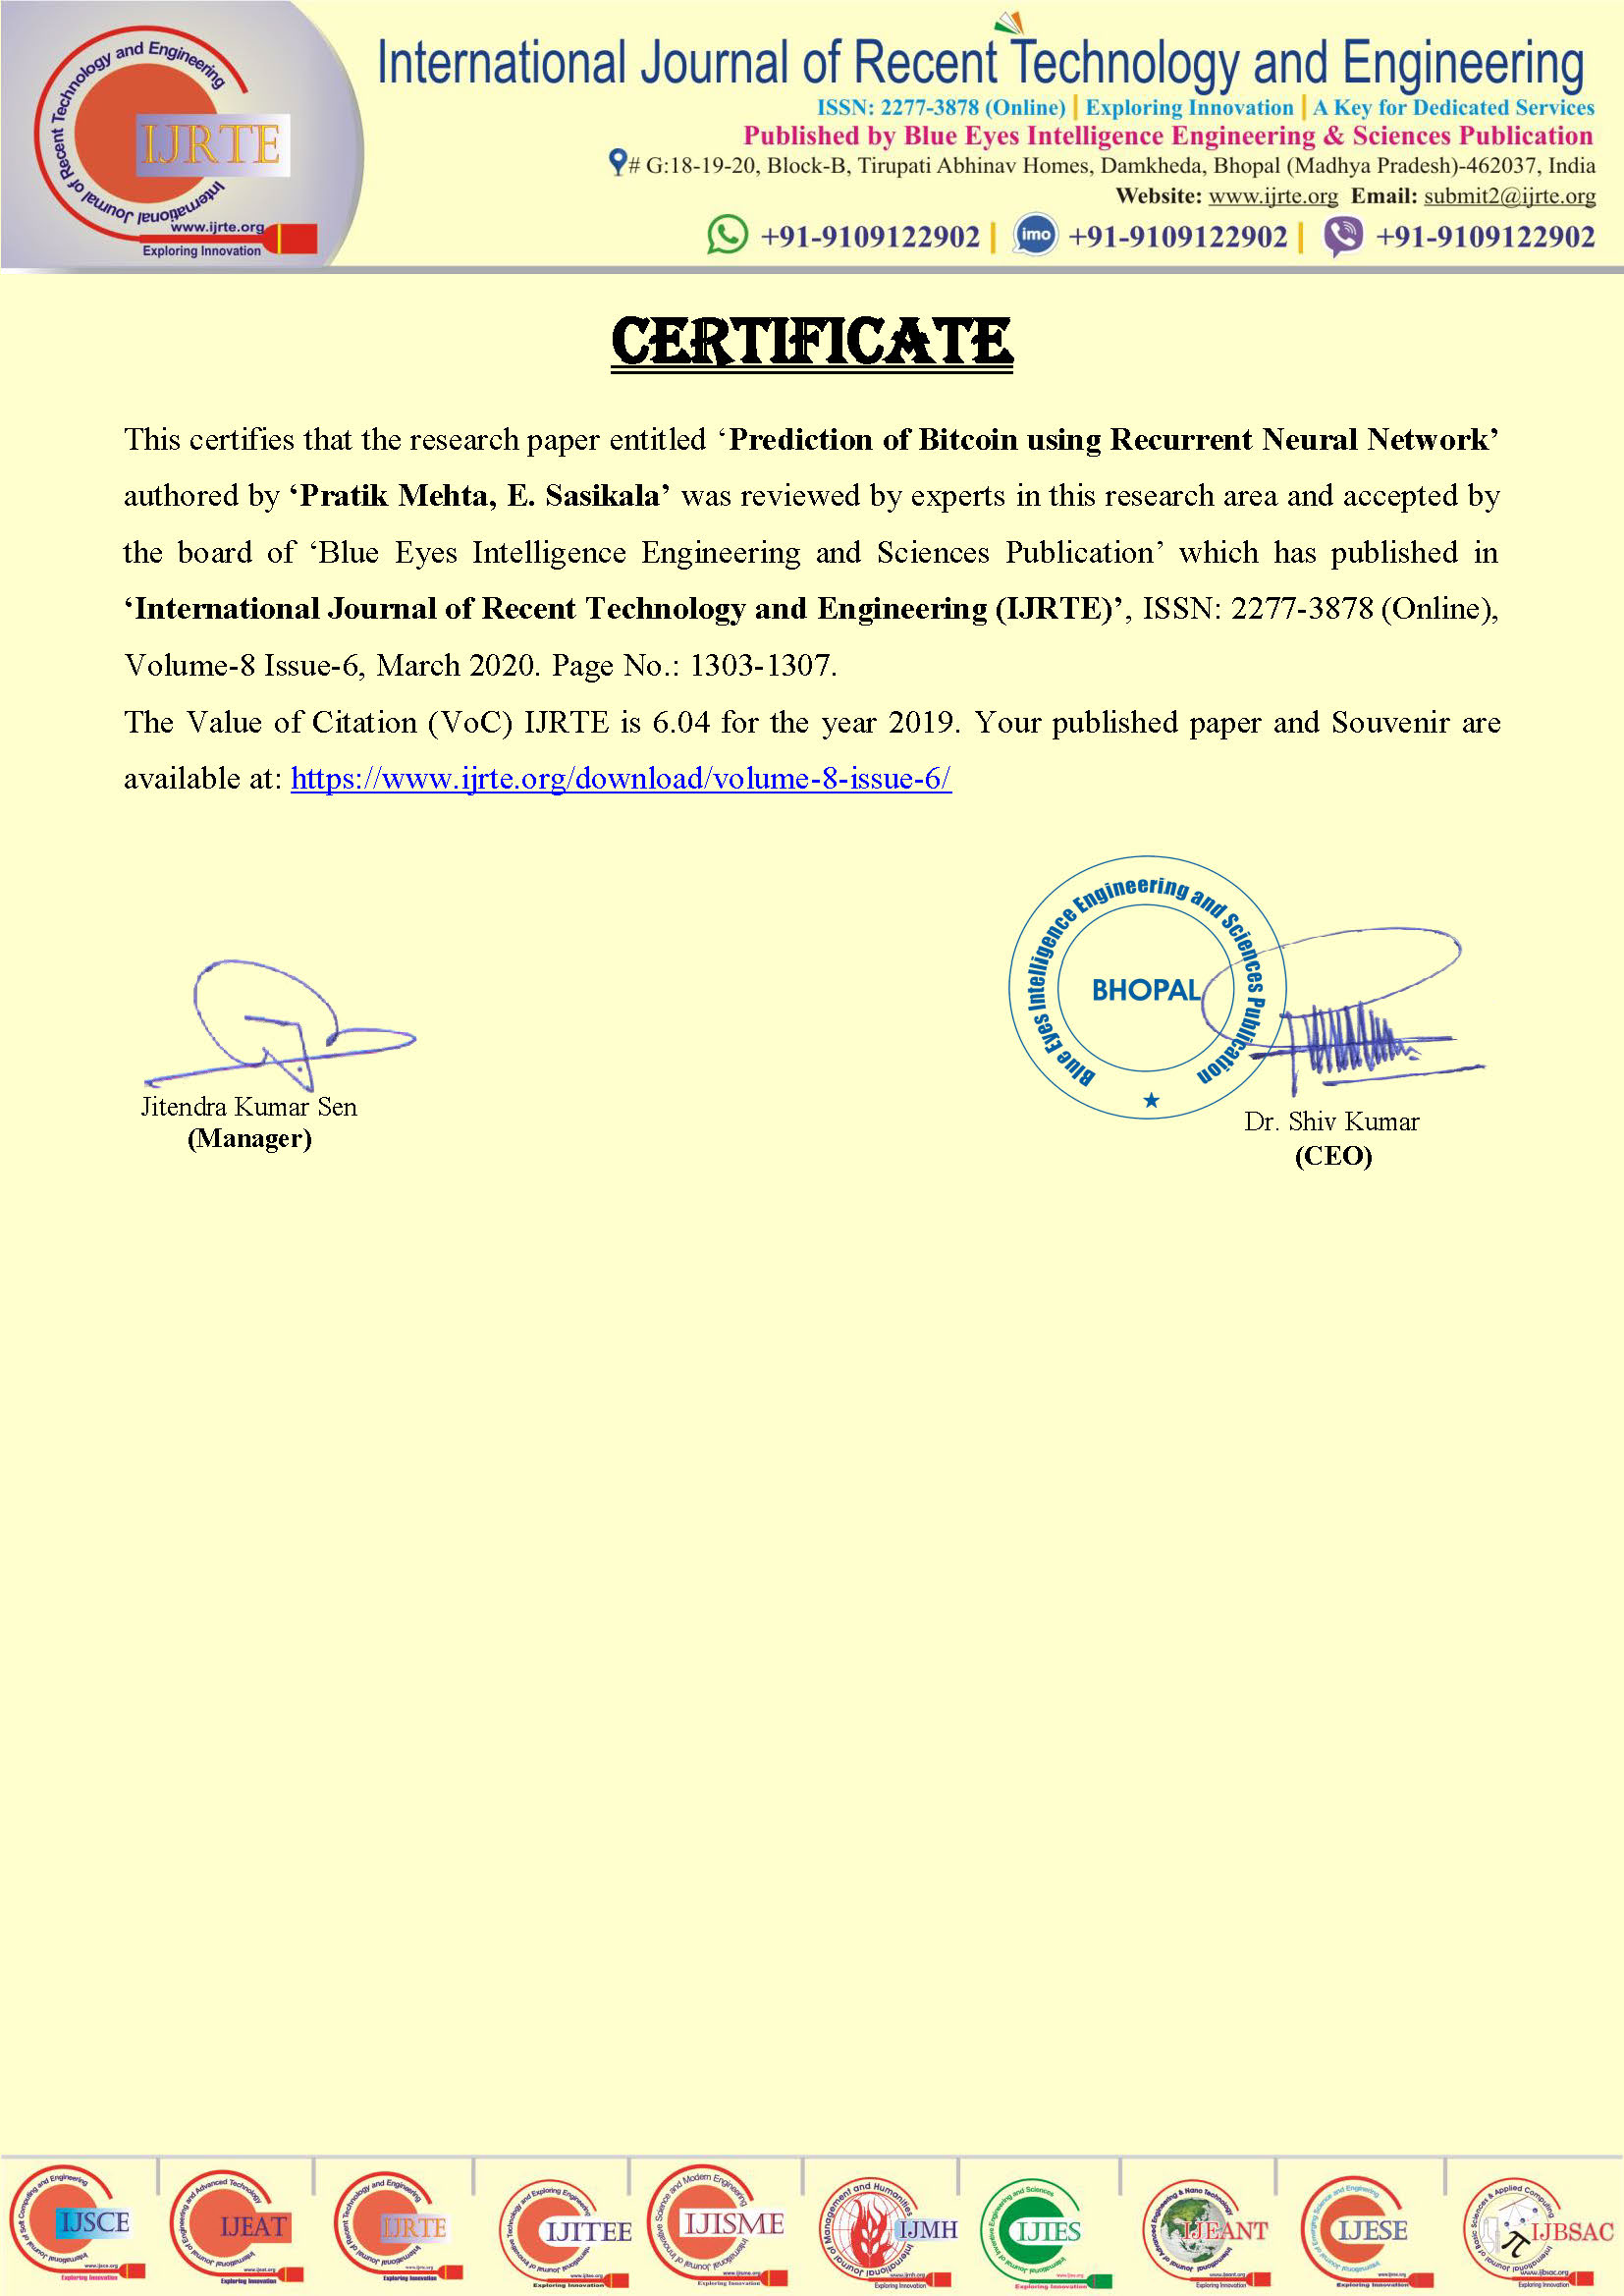 International Journal of Recent Technology and Engineering
IJRTE
www.ijrte.org
Exploring Innovation
International Journal of Recent Technology and Engineering
ISSN: 2277-3878 (Online) | Exploring Innovation | A Key for Dedicated Services
Published by Blue Eyes Intelligence Engineering & Sciences Publication
# G:18-19-20, Block-B, Tirupati Abhinav Homes, Damkheda, Bhopal (Madhya Pradesh)-462037, India
Website: www.ijrte.org Email: submit2@ijrte.org
+91-9109122902 | imo +91-9109122902 | +91-9109122902
CERTIFICATE
This certifies that the research paper entitled ‘Prediction of Bitcoin using Recurrent Neural Network’
authored by ‘Pratik Mehta, E. Sasikala’ was reviewed by experts in this research area and accepted by
the board of ‘Blue Eyes Intelligence Engineering and Sciences Publication’ which has published in
‘International Journal of Recent Technology and Engineering (IJRTE)’, ISSN: 2277-3878 (Online),
Volume-8 Issue-6, March 2020. Page No.: 1303-1307.
The Value of Citation (VoC) IJRTE is 6.04 for the year 2019. Your published paper and Souvenir are
available at: https://www.ijrte.org/download/volume-8-issue-6/
Blue Eyes Intelligence Engineering and Sciences Publication
BHOPAL
Jitendra Kumar Sen
(Manager)
Dr. Shiv Kumar
(CEO)
IJSCE
IJEAT
IJRTE
IJITEE
IJISME
IJMH
IJIES
IJEANT
IJESE
IJBSAC